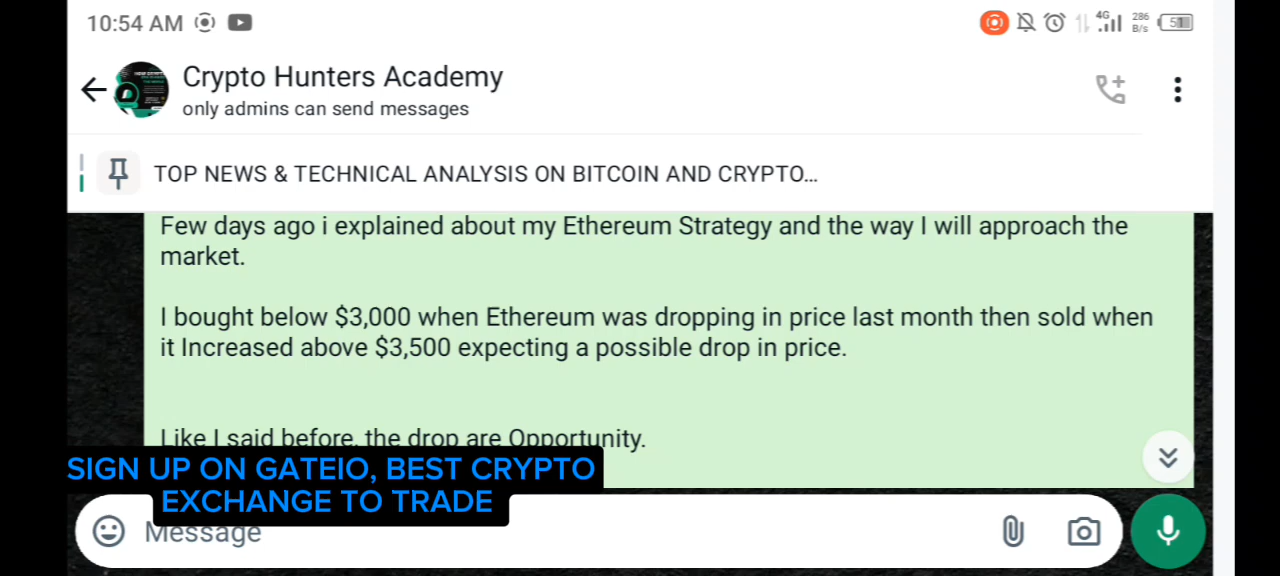 10:54 AM
4G
286
B/s
51
Crypto Hunters Academy
only admins can send messages
TOP NEWS & TECHNICAL ANALYSIS ON BITCOIN AND CRYPTO...
Few days ago i explained about my Ethereum Strategy and the way I will approach the
market.
I bought below $3,000 when Ethereum was dropping in price last month then sold when
it Increased above $3,500 expecting a possible drop in price.
Like I said before, the drop are Opportunity.
SIGN UP ON GATEIO, BEST CRYPTO
EXCHANGE TO TRADE
Message